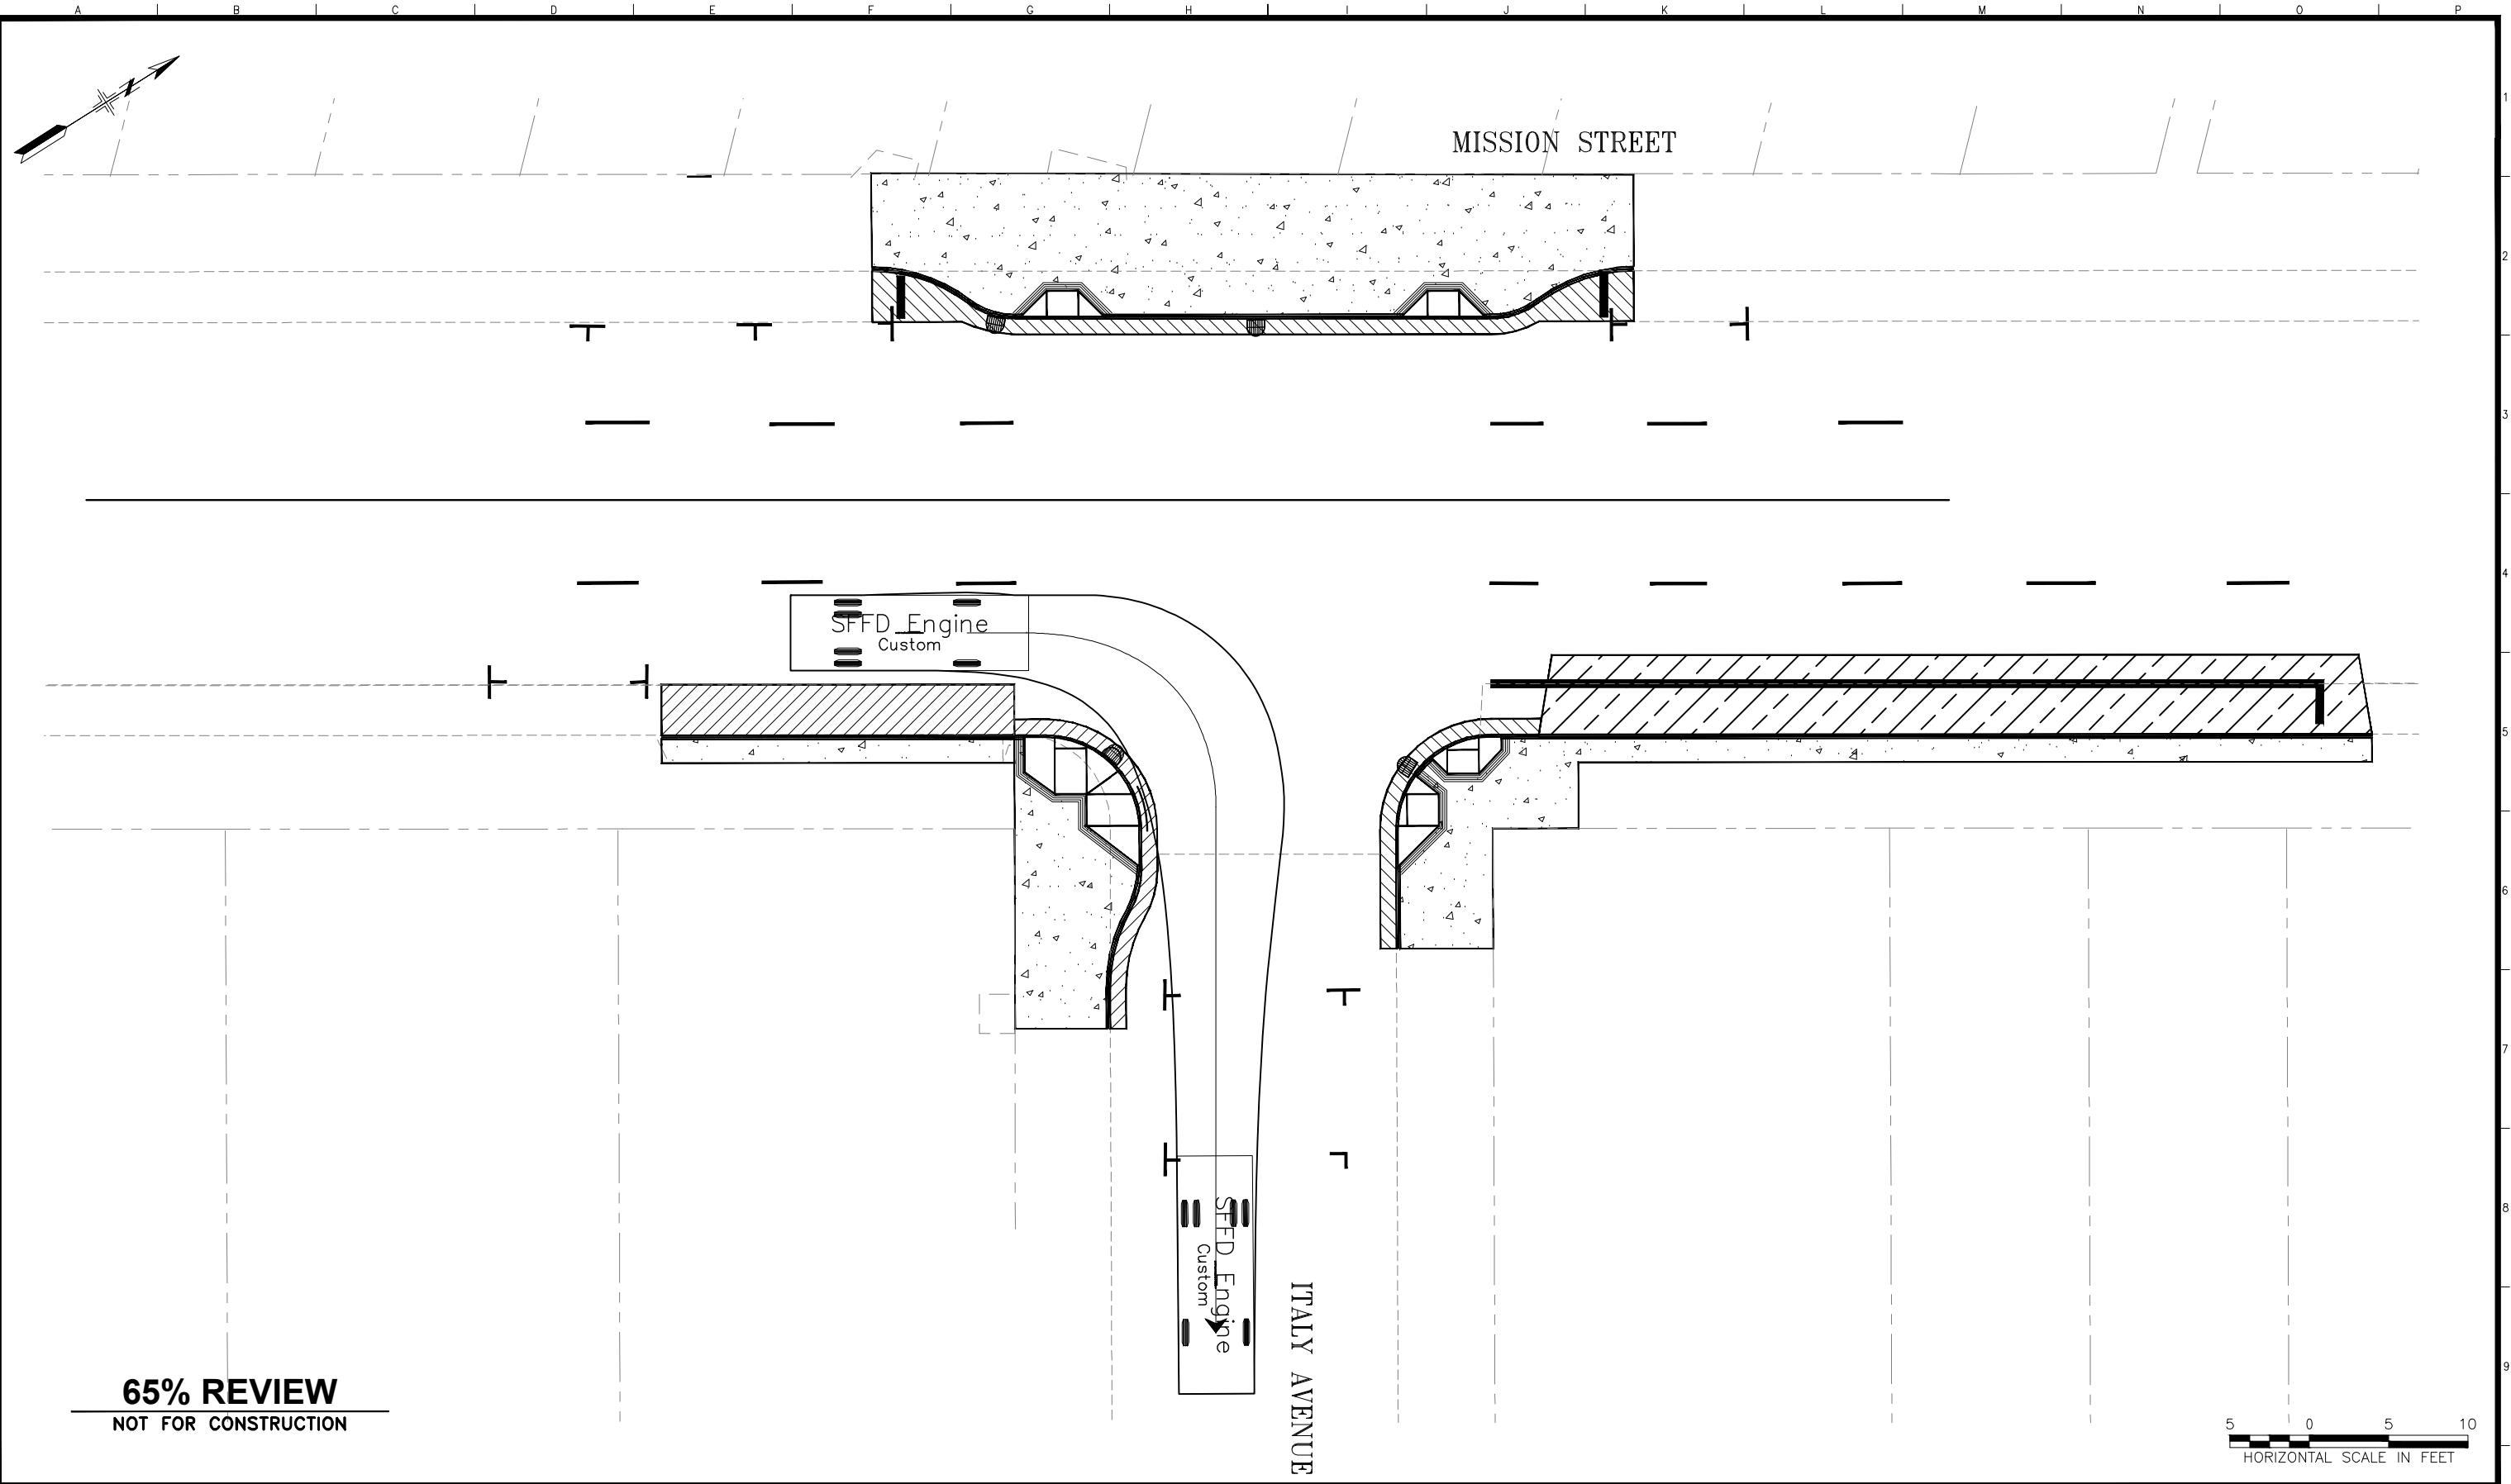 A B C D E F G H I J K L M N O P
1
MISSION STREET
2
3
4
SFFD Engine
Custom
5
6
7
8
SFFD Engine
Custom
ITALY AVENUE
9
65% REVIEW
NOT FOR CONSTRUCTION
5 0 5 10
HORIZONTAL SCALE IN FEET